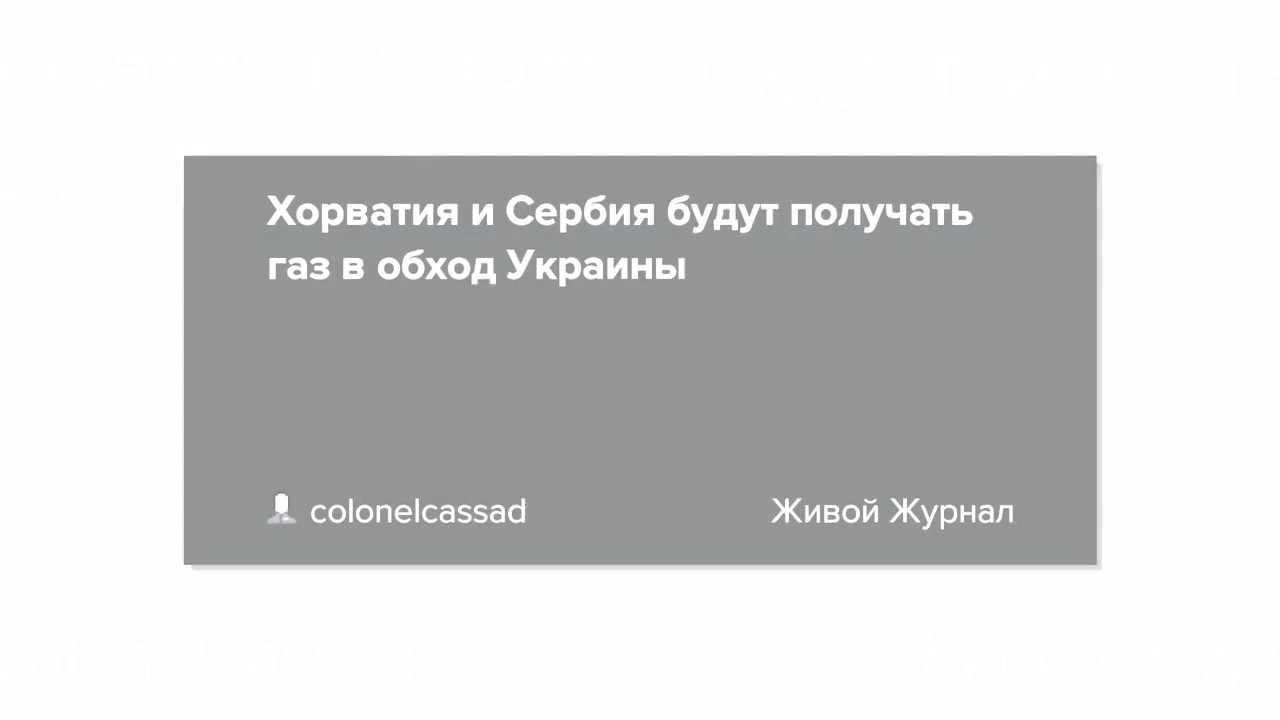 Хорватия и Сербия будут получать
газ в обход Украины
colonelcassad
Живой Журнал